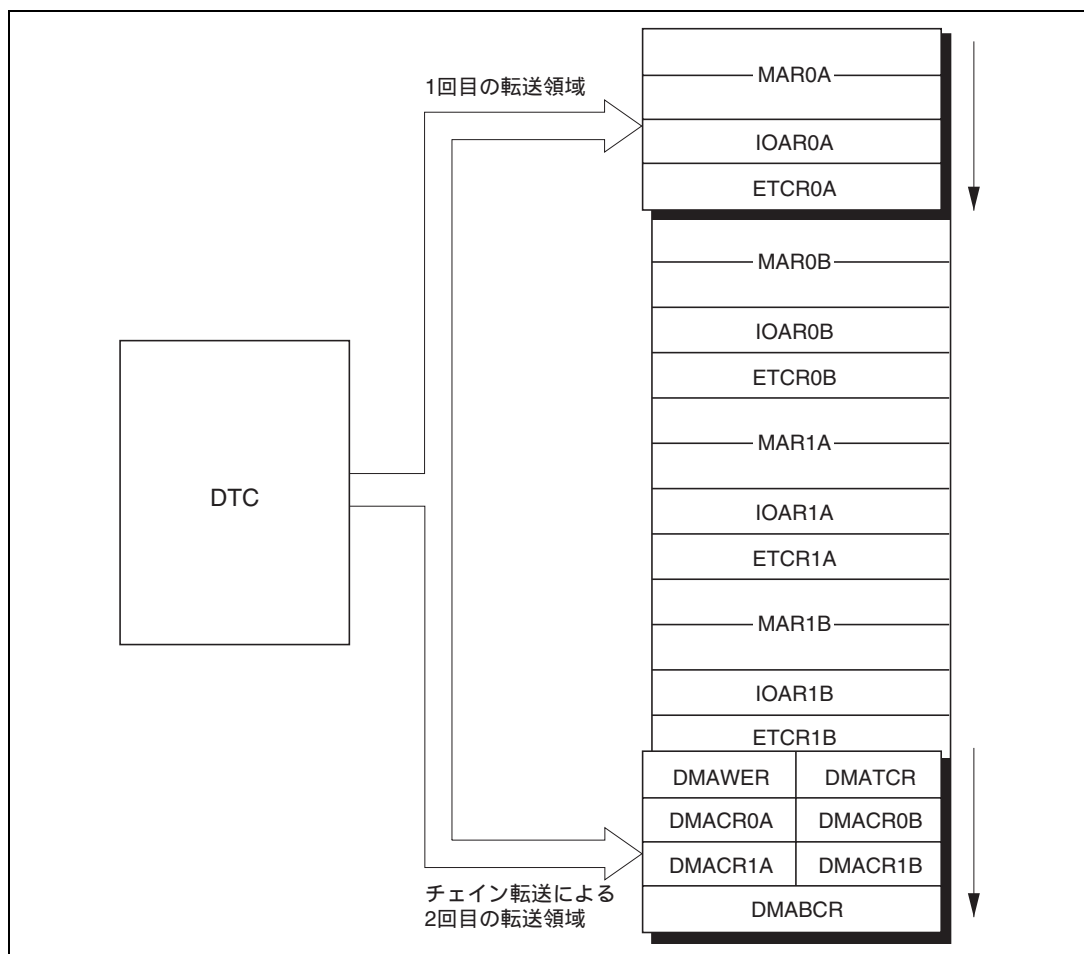 1回目の転送領域
MAR0A
IOAR0A
ETCR0A
MAR0B
IOAR0B
ETCR0B
MAR1A
IOAR1A
ETCR1A
MAR1B
IOAR1B
ETCR1B
DTC
DMAWER DMATCR
DMACR0A DMACR0B
DMACR1A DMACR1B
DMABCR
チェイン転送による
2回目の転送領域